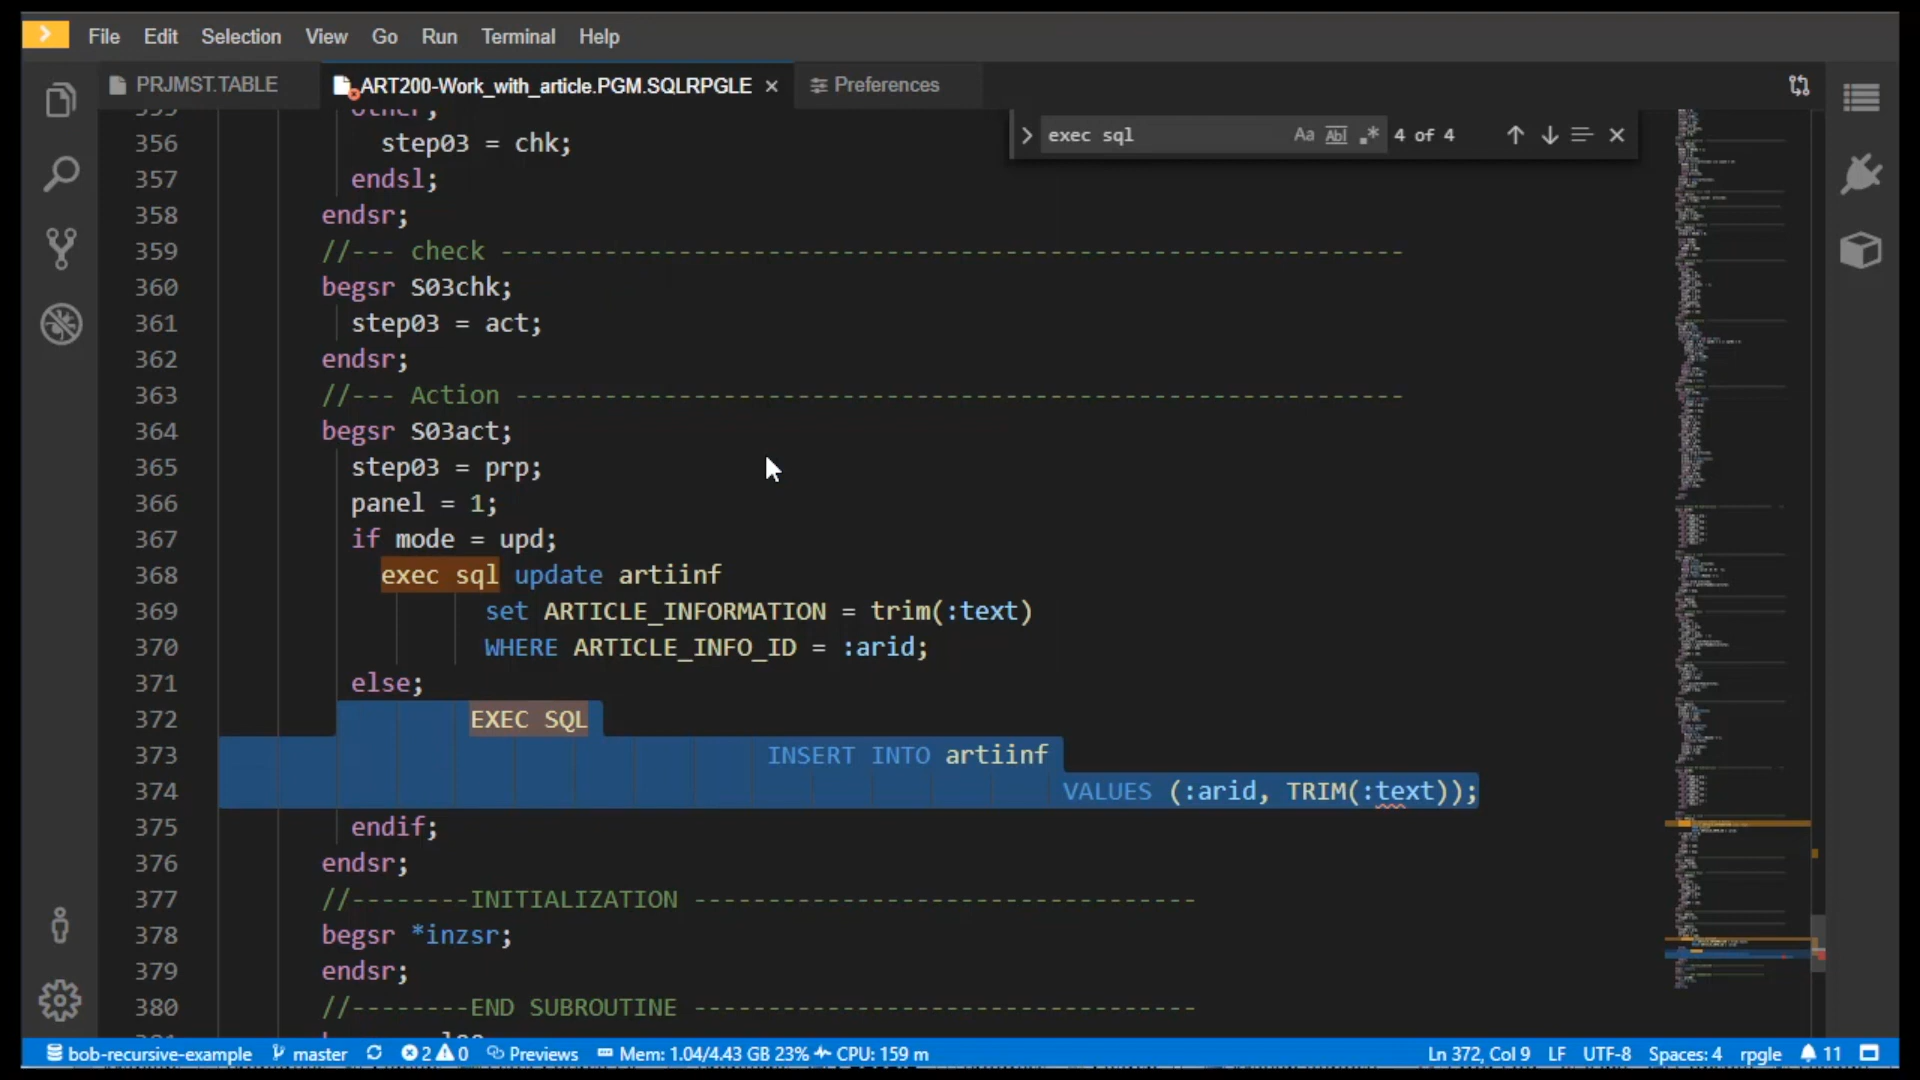 File Edit Selection View Go Run Terminal Help
PRJMST.TABLE ART200-Work_with_article.PGM.SQLRPGLE Preferences
exec sql Aa Abl .* 4 of 4
355 other;
356 step03 = chk;
357 endsl;
358 endsr;
359 //--- check -------------------------------------------------------------
360 begsr S03chk;
361 step03 = act;
362 endsr;
363 //--- Action ------------------------------------------------------------
364 begsr S03act;
365 step03 = prp;
366 panel = 1;
367 if mode = upd;
368 exec sql update artiinf
369 set ARTICLE_INFORMATION = trim(:text)
370 WHERE ARTICLE_INFO_ID = :arid;
371 else;
372 EXEC SQL
373 INSERT INTO artiinf
374 VALUES (:arid, TRIM(:text));
375 endif;
376 endsr;
377 //--------INITIALIZATION ----------------------------------
378 begsr *inzsr;
379 endsr;
380 //--------END SUBROUTINE ----------------------------------
bob-recursive-example master 2 0 Previews Mem: 1.04/4.43 GB 23% CPU: 159 m Ln 372, Col 9 LF UTF-8 Spaces: 4 rpgle 11